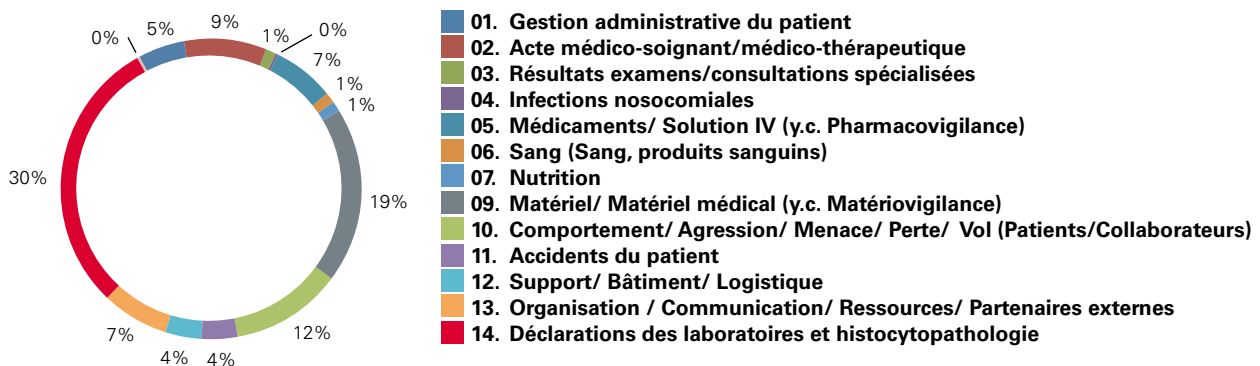 0%
5%
9%
1%
0%
7%
1%
1%
19%
12%
4%
4%
7%
30%
01. Gestion administrative du patient
02. Acte médico-soignant/médico-thérapeutique
03. Résultats examens/consultations spécialisées
04. Infections nosocomiales
05. Médicaments/ Solution IV (y.c. Pharmacovigilance)
06. Sang (Sang, produits sanguins)
07. Nutrition
09. Matériel/ Matériel médical (y.c. Matériovigilance)
10. Comportement/ Agression/ Menace/ Perte/ Vol (Patients/Collaborateurs)
11. Accidents du patient
12. Support/ Bâtiment/ Logistique
13. Organisation / Communication/ Ressources/ Partenaires externes
14. Déclarations des laboratoires et histocytopathologie